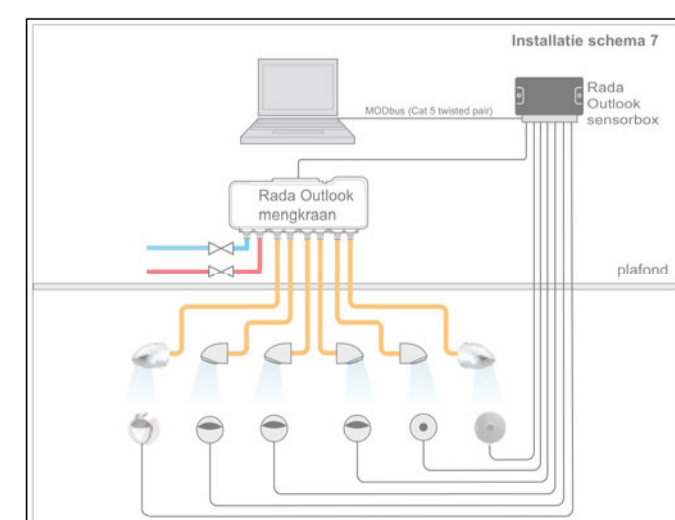 Installatie schema 7
Rada
Outlook
sensorbox
MODbus (Cat 5 twisted pair)
Rada Outlook
mengkraan
plafond